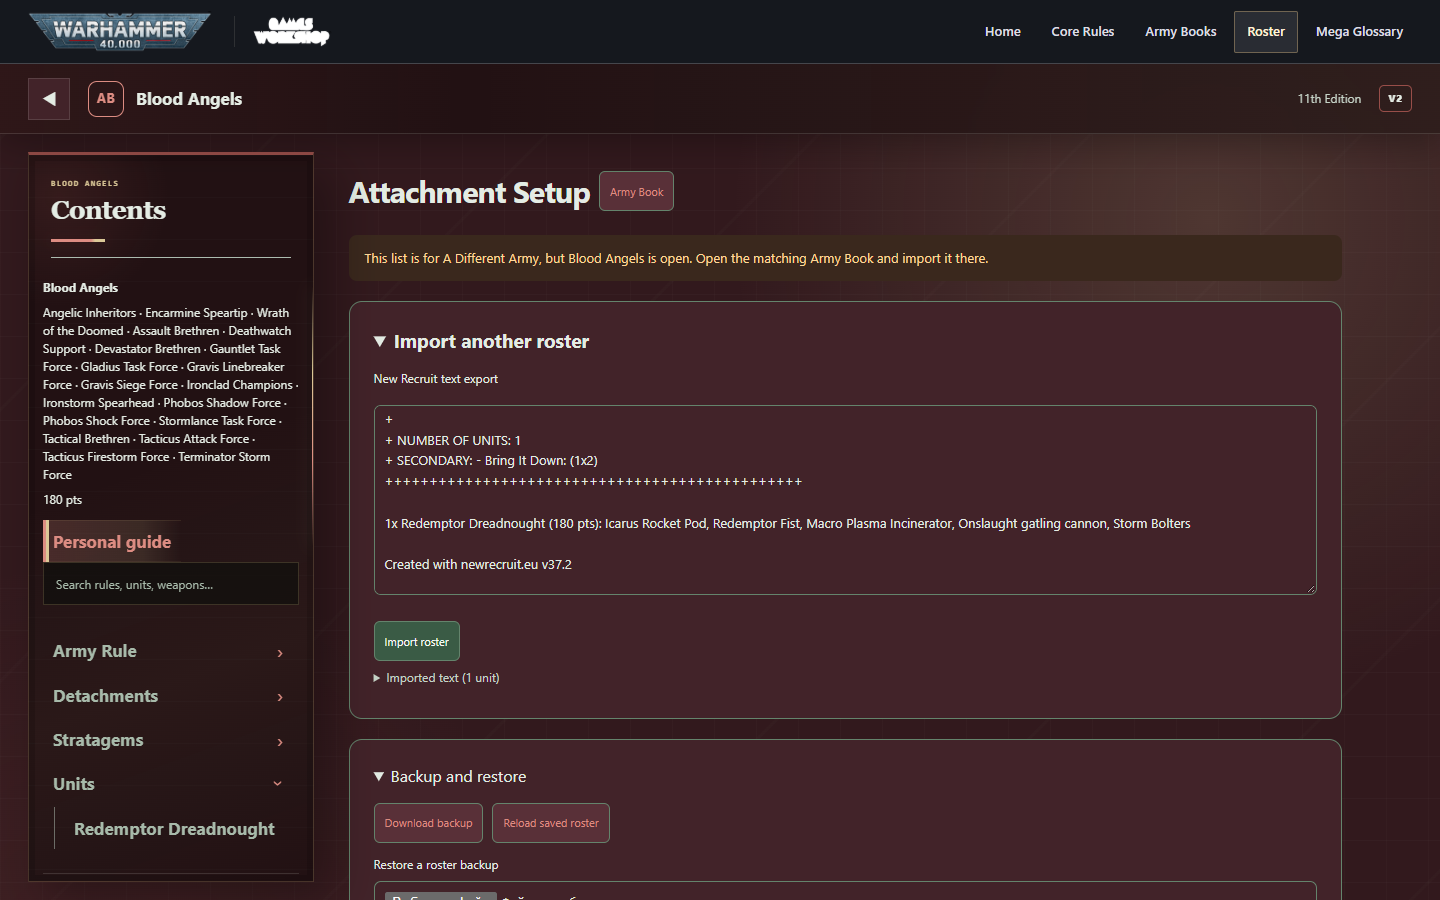 WARHAMMER
40,000
GAMES
WORKSHOP
Home
Core Rules
Army Books
Roster
Mega Glossary
◀
AB
Blood Angels
11th Edition
V2
BLOOD ANGELS
Contents
Blood Angels
Angelic Inheritors · Encarmine Speartip · Wrath
of the Doomed · Assault Brethren · Deathwatch
Support · Devastator Brethren · Gauntlet Task
Force · Gladius Task Force · Gravis Linebreaker
Force · Gravis Siege Force · Ironclad Champions ·
Ironstorm Spearhead · Phobos Shadow Force ·
Phobos Shock Force · Stormlance Task Force ·
Tactical Brethren · Tacticus Attack Force ·
Tacticus Firestorm Force · Terminator Storm
Force
180 pts
Personal guide
Search rules, units, weapons...
Army Rule
Detachments
Stratagems
Units
Redemptor Dreadnought
Attachment Setup
Army Book
This list is for A Different Army, but Blood Angels is open. Open the matching Army Book and import it there.
▼ Import another roster
New Recruit text export
+
+ NUMBER OF UNITS: 1
+ SECONDARY: - Bring It Down: (1x2)
+++++++++++++++++++++++++++++++++++++++++++++++
1x Redemptor Dreadnought (180 pts): Icarus Rocket Pod, Redemptor Fist, Macro Plasma Incinerator, Onslaught gatling cannon, Storm Bolters
Created with newrecruit.eu v37.2
Import roster
▶ Imported text (1 unit)
▼ Backup and restore
Download backup
Reload saved roster
Restore a roster backup